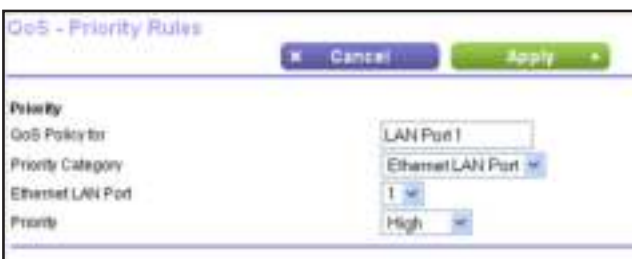 QoS - Priority Rules
Cancel Apply
Priority
QoS Policy for LAN Port 1
Priority Category Ethernet LAN Port
Ethernet LAN Port 1
Priority High